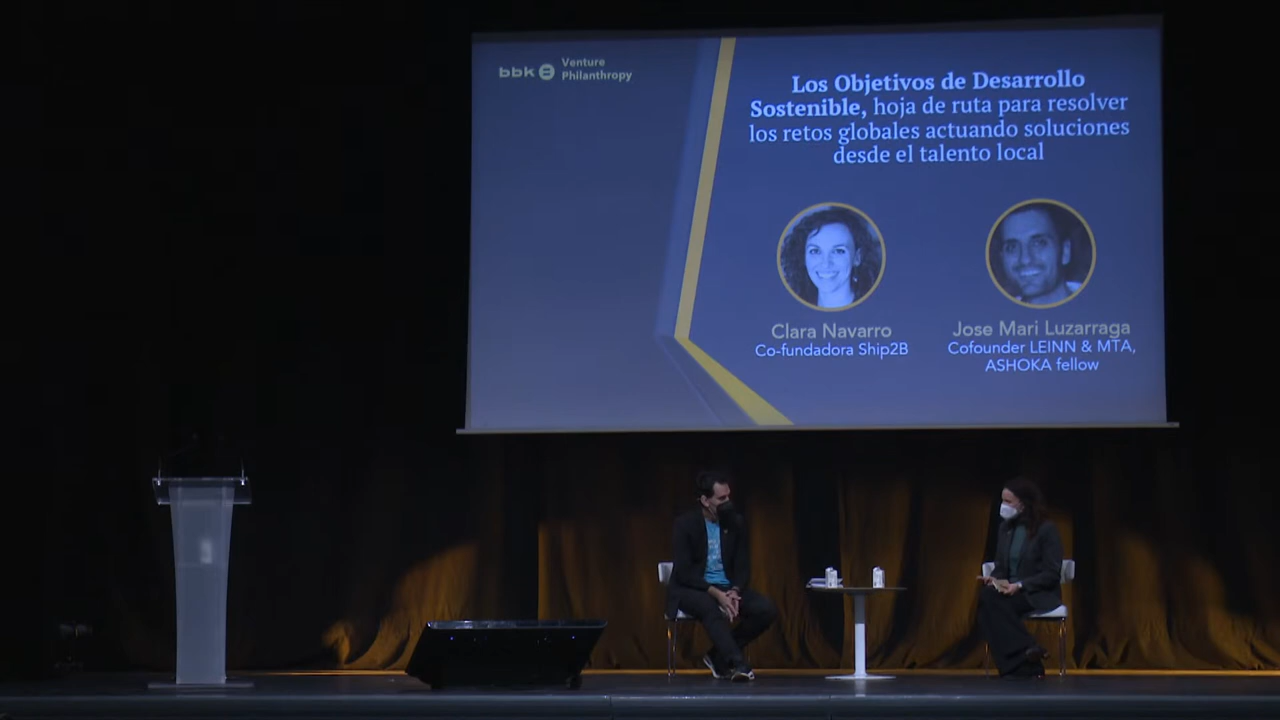 bbk Venture
Philanthropy
Los Objetivos de Desarrollo
Sostenible, hoja de ruta para resolver
los retos globales actuando soluciones
desde el talento local
Clara Navarro
Co-fundadora Ship2B
Jose Mari Luzarraga
Cofounder LEINN & MTA,
ASHOKA fellow